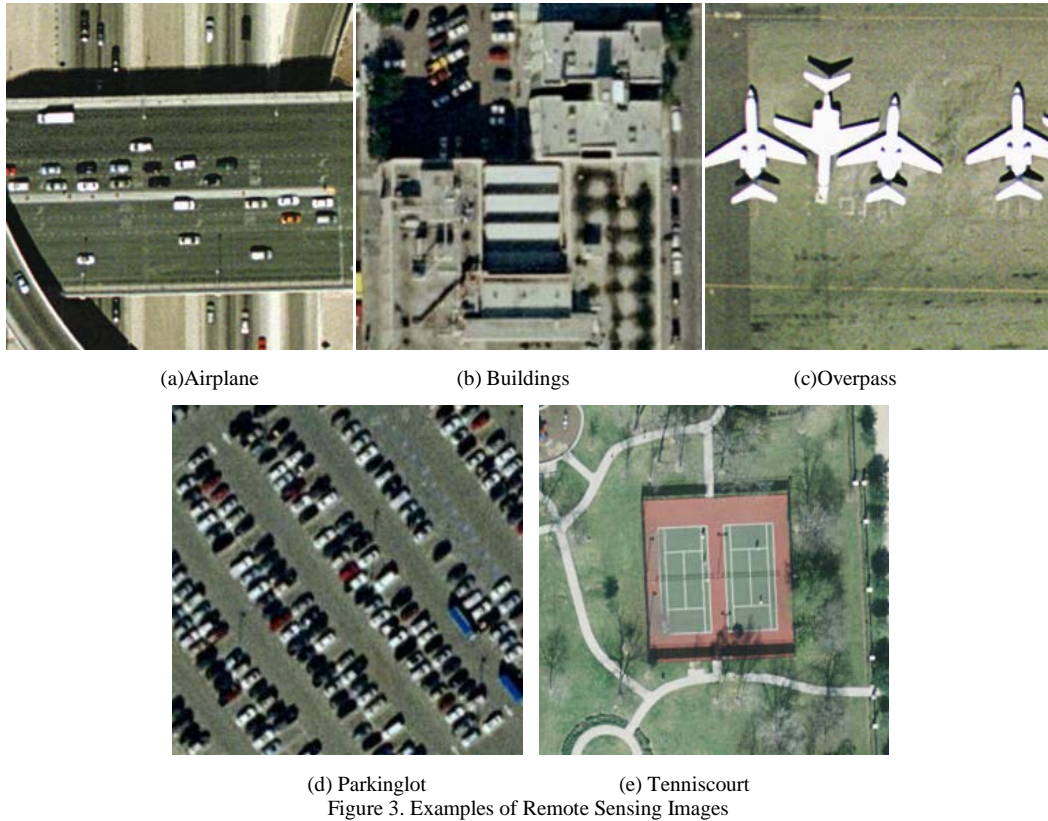 (a)Airplane
(b) Buildings
(c)Overpass
(d) Parkinglot
(e) Tenniscourt
Figure 3. Examples of Remote Sensing Images